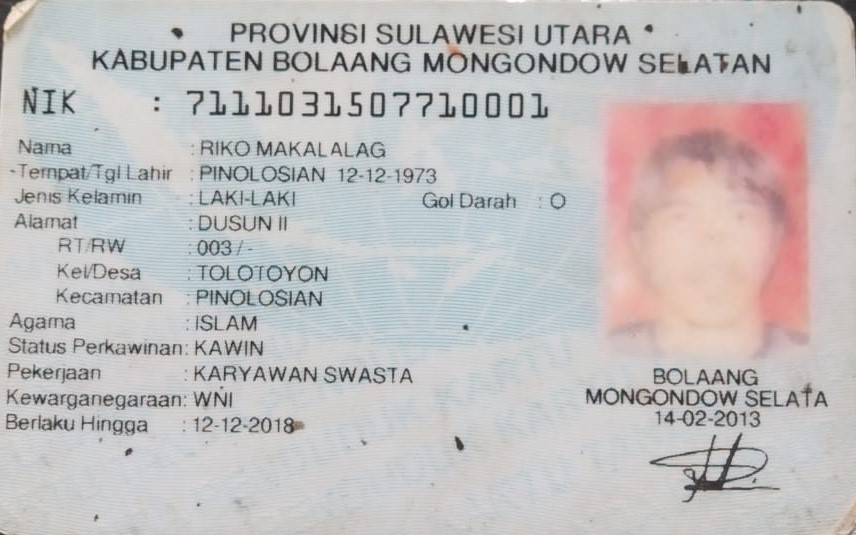 PROVINSI SULAWESI UTARA
KABUPATEN BOLAANG MONGONDOW SELATAN
NIK : 7111031507710001
Nama : RIKO MAKALALAG
Tempat/Tgl Lahir : PINOLOSIAN 12-12-1973
Jenis Kelamin : LAKI-LAKI Gol Darah : O
Alamat : DUSUN II
RT/RW : 003 / -
Kel/Desa : TOLOTOYON
Kecamatan : PINOLOSIAN
Agama : ISLAM
Status Perkawinan: KAWIN
Pekerjaan : KARYAWAN SWASTA
Kewarganegaraan: WNI
Berlaku Hingga : 12-12-2018
BOLAANG
MONGONDOW SELATA
14-02-2013